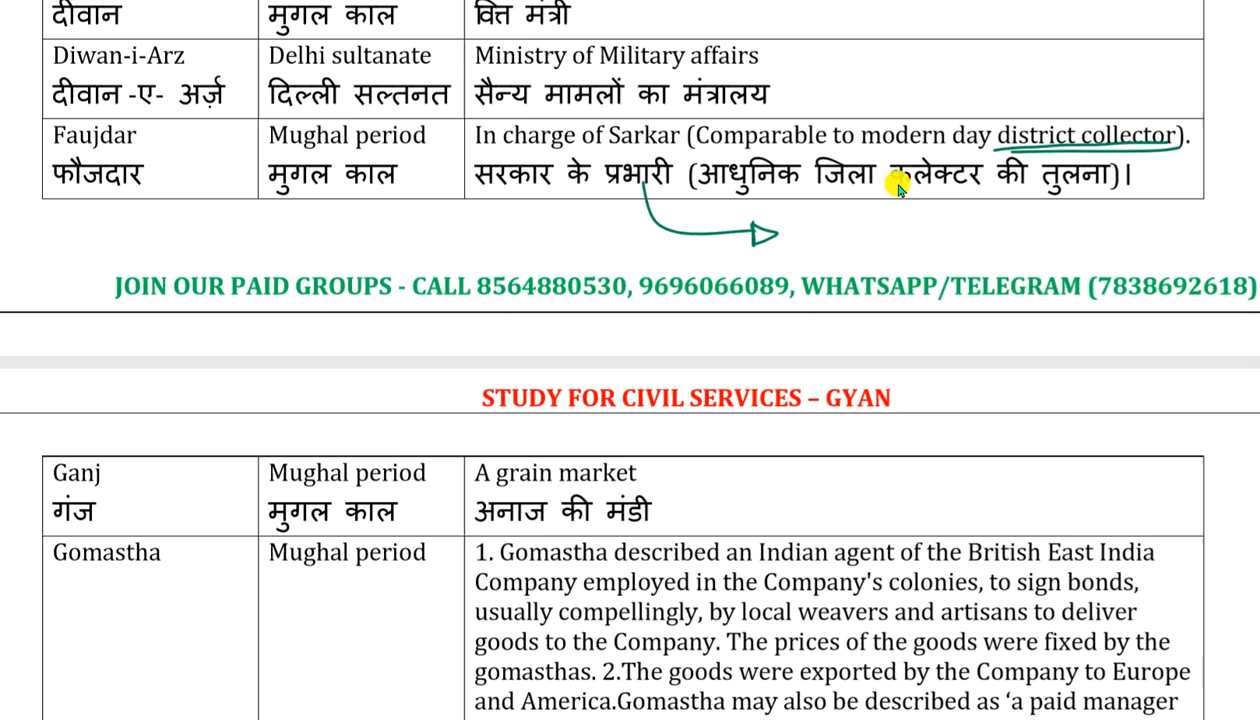 दीवान मुगल काल वित्त मंत्री
Diwan-i-Arz Delhi sultanate Ministry of Military affairs
दीवान -ए- अर्ज़ दिल्ली सल्तनत सैन्य मामलों का मंत्रालय
Faujdar Mughal period In charge of Sarkar (Comparable to modern day district collector).
फौजदार मुगल काल सरकार के प्रभारी (आधुनिक जिला कलेक्टर की तुलना)।
JOIN OUR PAID GROUPS - CALL 8564880530, 9696066089, WHATSAPP/TELEGRAM (7838692618)
STUDY FOR CIVIL SERVICES – GYAN
Ganj Mughal period A grain market
गंज मुगल काल अनाज की मंडी
Gomastha Mughal period 1. Gomastha described an Indian agent of the British East India
Company employed in the Company's colonies, to sign bonds,
usually compellingly, by local weavers and artisans to deliver
goods to the Company. The prices of the goods were fixed by the
gomasthas. 2.The goods were exported by the Company to Europe
and America.Gomastha may also be described as ‘a paid manager